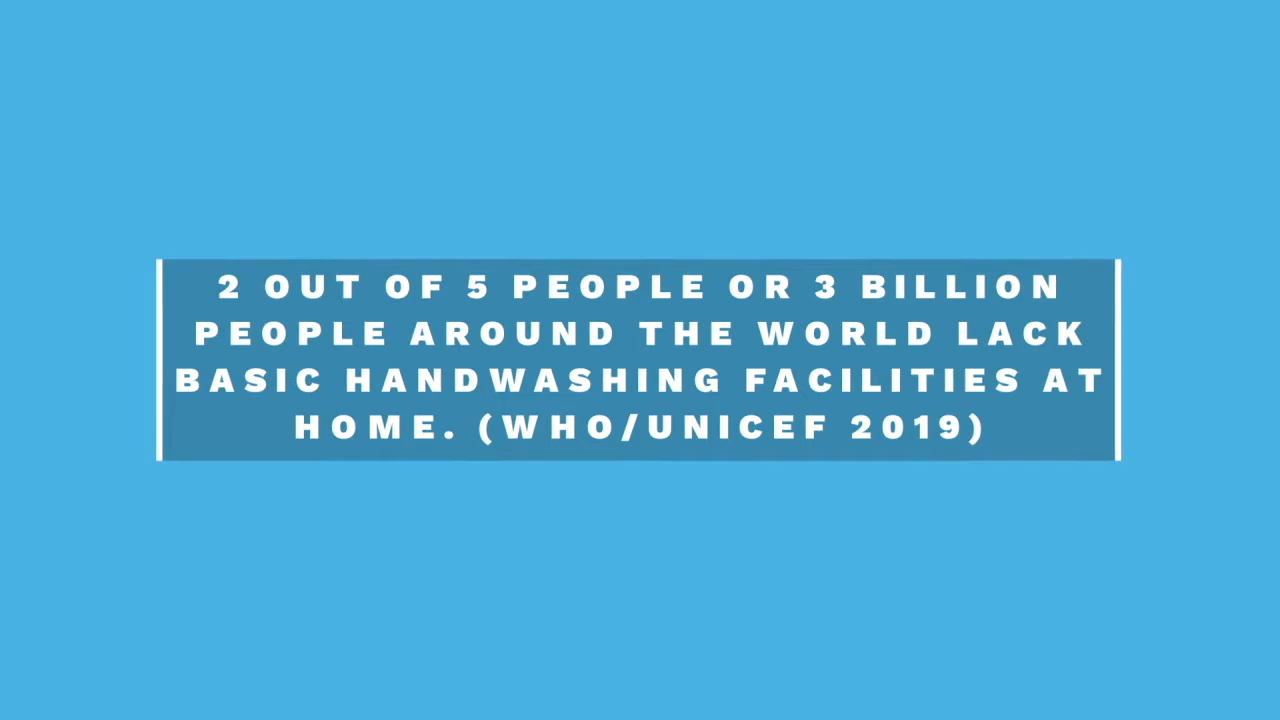 2 OUT OF 5 PEOPLE OR 3 BILLION
PEOPLE AROUND THE WORLD LACK
BASIC HANDWASHING FACILITIES AT
HOME. (WHO/UNICEF 2019)